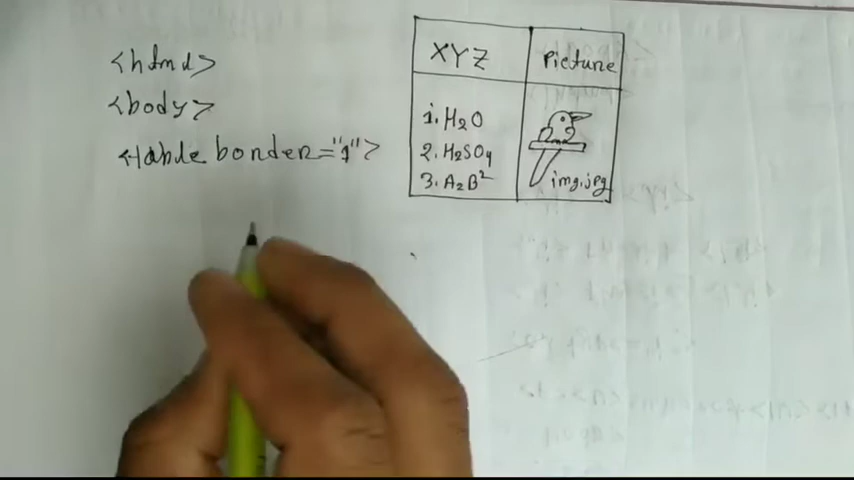 <html>
<body>
<table border="1">
XYZ
Picture
1. H₂O
2. H₂SO₄
3. A₂B²
img.jpg